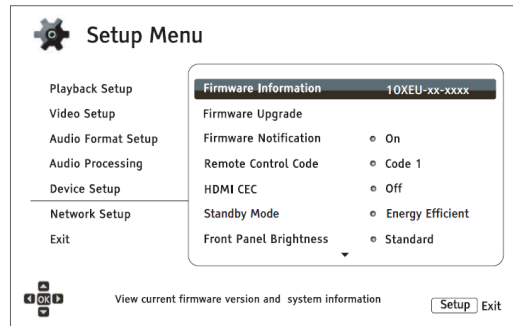 Setup Menu
Playback Setup
Video Setup
Audio Format Setup
Audio Processing
Device Setup
Network Setup
Exit
Firmware Information 10XEU-xx-xxxx
Firmware Upgrade
Firmware Notification On
Remote Control Code Code 1
HDMI CEC Off
Standby Mode Energy Efficient
Front Panel Brightness Standard
OK
View current firmware version and system information
Setup Exit